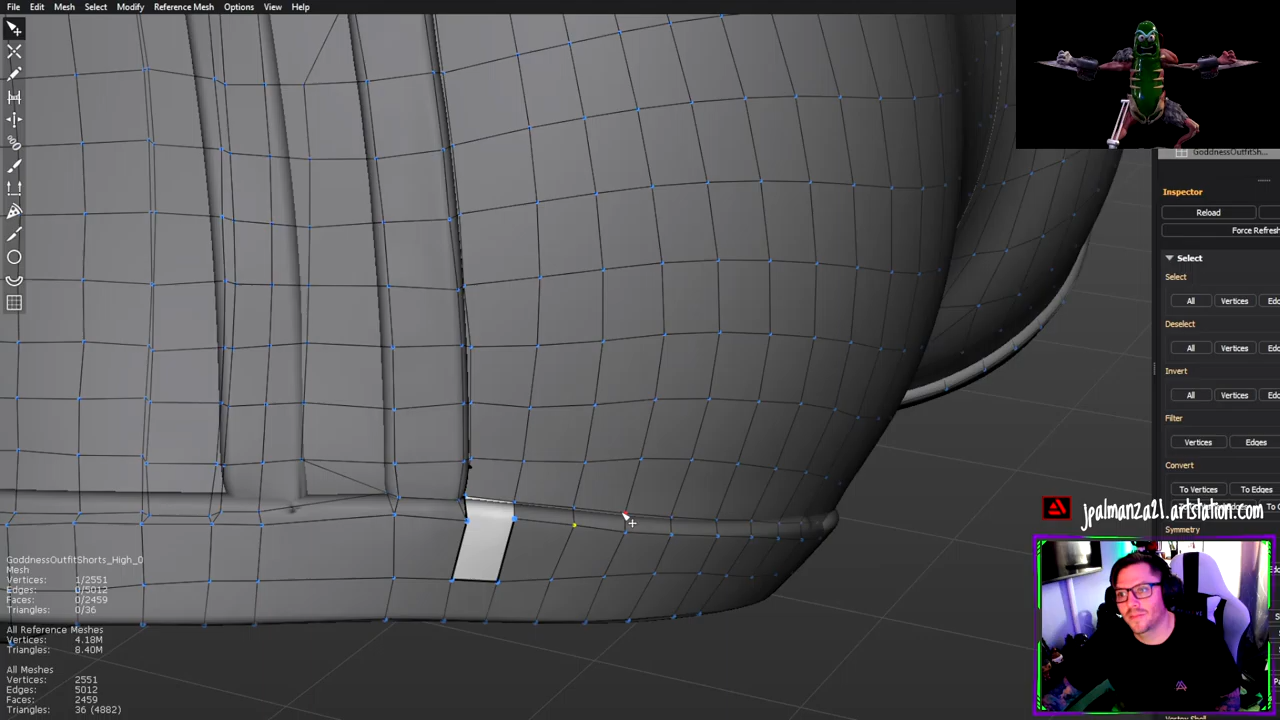 File Edit Mesh Select Modify Reference Mesh Options View Help
GoddnessOutfitSh...
Inspector
Reload
Force Refresh
Select
Select
All Vertices
Deselect
All Vertices
Invert
All Vertices
Filter
Vertices Edges
Convert
To Vertices To Edges
Symmetry
jpalmanza21.artstation.com
GoddnessOutfitShorts_High_0
Mesh
Vertices: 1/2551
Edges: 0/5012
Faces: 0/2459
Triangles: 0/36
All Reference Meshes
Vertices: 4.18M
Triangles: 8.40M
All Meshes
Vertices: 2551
Edges: 5012
Faces: 2459
Triangles: 36 (4882)